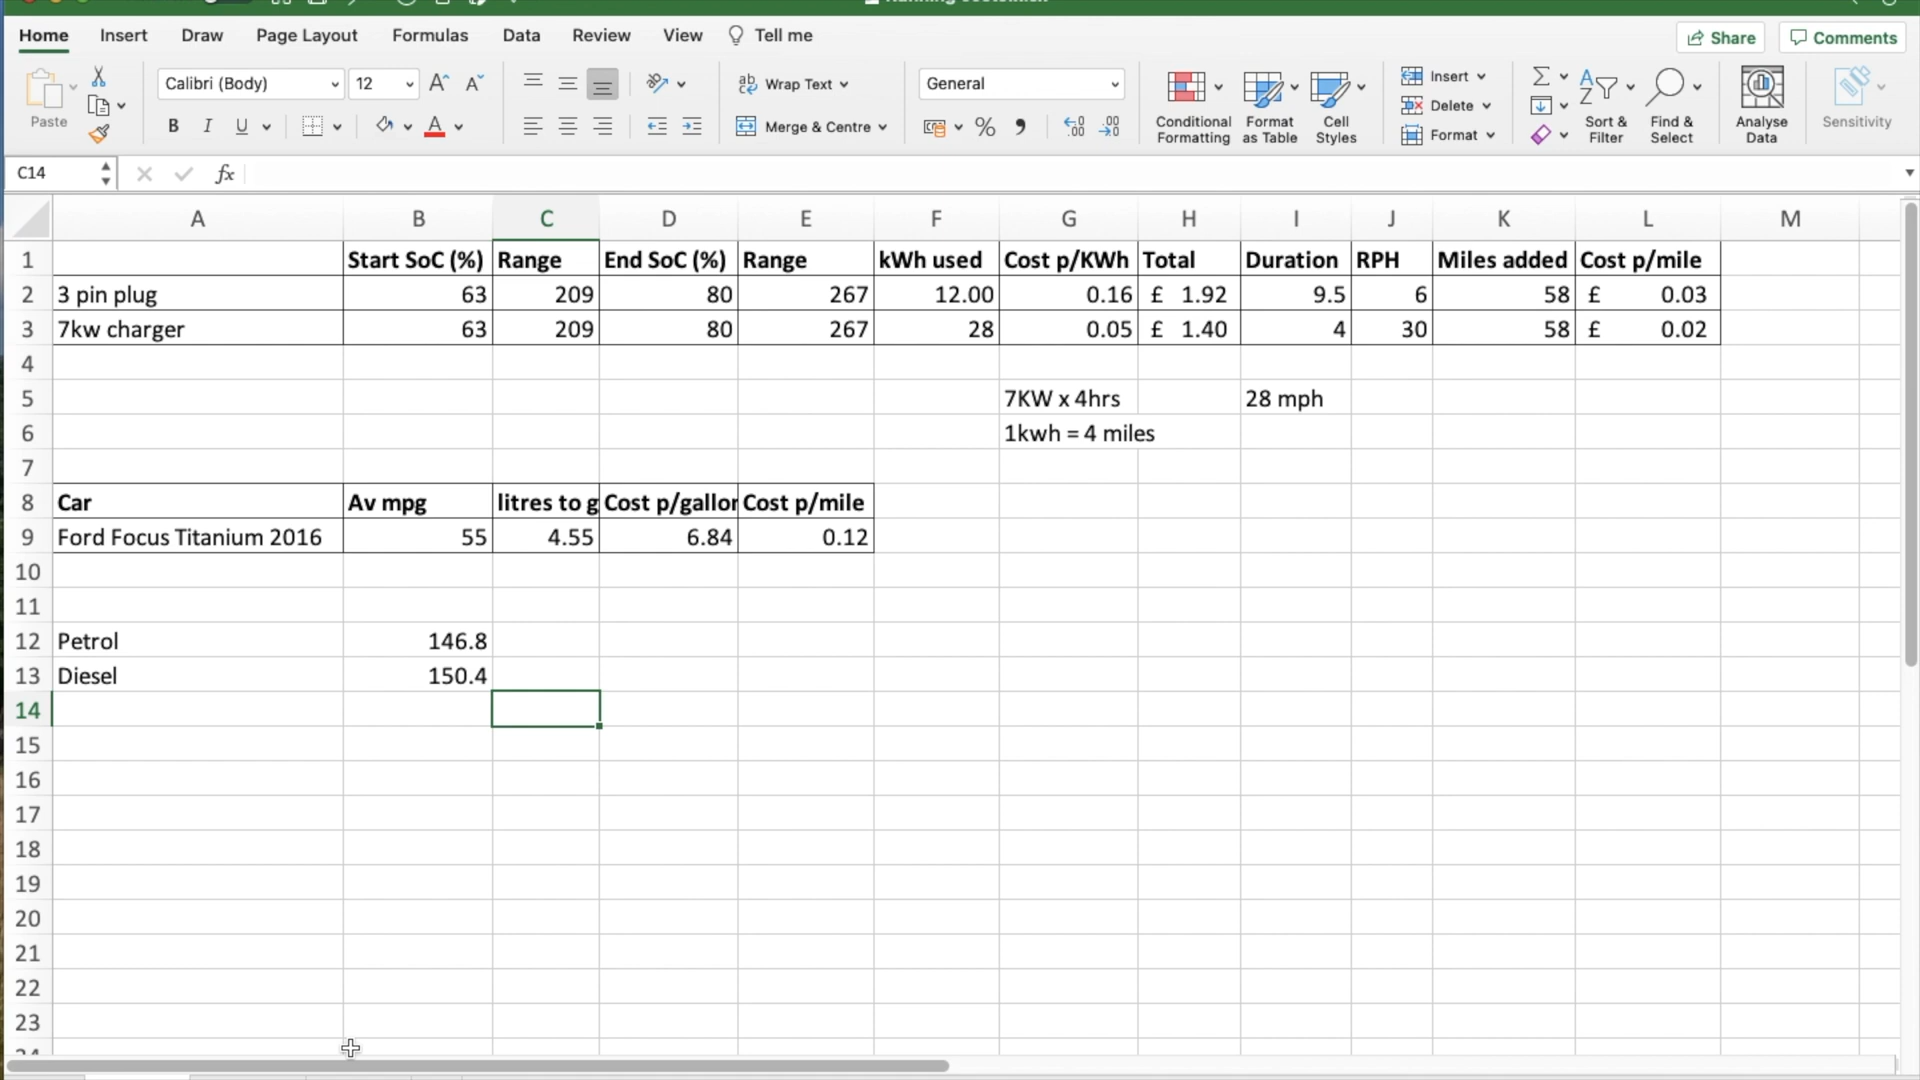 Home Insert Draw Page Layout Formulas Data Review View Tell me Share Comments
Calibri (Body) 12 Wrap Text General Insert
Paste Delete
B I U Merge & Centre % Conditional Formatting Format as Table Cell Styles Format Sort & Filter Find & Select Analyse Data Sensitivity
C14 fx
A B C D E F G H I J K L M
1 Start SoC (%) Range End SoC (%) Range kWh used Cost p/KWh Total Duration RPH Miles added Cost p/mile
2 3 pin plug 63 209 80 267 12.00 0.16 £ 1.92 9.5 6 58 £ 0.03
3 7kw charger 63 209 80 267 28 0.05 £ 1.40 4 30 58 £ 0.02
4
5 7KW x 4hrs 28 mph
6 1kwh = 4 miles
7
8 Car Av mpg litres to g Cost p/gallor Cost p/mile
9 Ford Focus Titanium 2016 55 4.55 6.84 0.12
10
11
12 Petrol 146.8
13 Diesel 150.4
14
15
16
17
18
19
20
21
22
23